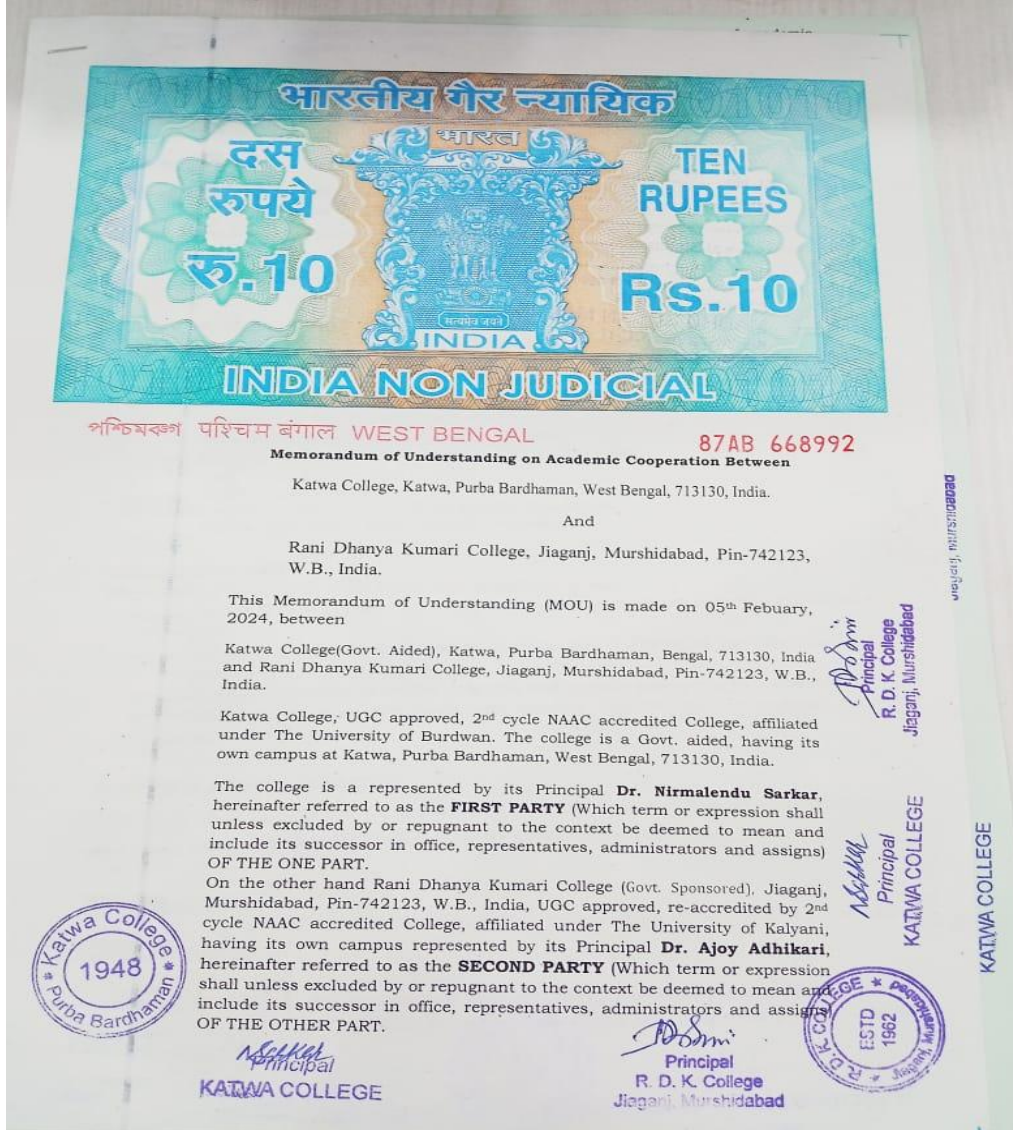 भारतीय गैर न्यायिक
भारत
दस
रुपये
रु.10
TEN
RUPEES
Rs.10
सत्यमेव जयते
INDIA
INDIA NON JUDICIAL
পশ্চিমবঙ্গ पश्चिम बंगाल WEST BENGAL
87AB 668992
Memorandum of Understanding on Academic Cooperation Between
Katwa College, Katwa, Purba Bardhaman, West Bengal, 713130, India.
And
Rani Dhanya Kumari College, Jiaganj, Murshidabad, Pin-742123,
W.B., India.
This Memorandum of Understanding (MOU) is made on 05th Febuary,
2024, between
Katwa College(Govt. Aided), Katwa, Purba Bardhaman, Bengal, 713130, India
and Rani Dhanya Kumari College, Jiaganj, Murshidabad, Pin-742123, W.B.,
India.
Katwa College, UGC approved, 2nd cycle NAAC accredited College, affiliated
under The University of Burdwan. The college is a Govt. aided, having its
own campus at Katwa, Purba Bardhaman, West Bengal, 713130, India.
The college is a represented by its Principal Dr. Nirmalendu Sarkar,
hereinafter referred to as the FIRST PARTY (Which term or expression shall
unless excluded by or repugnant to the context be deemed to mean and
include its successor in office, representatives, administrators and assigns)
OF THE ONE PART.
On the other hand Rani Dhanya Kumari College (Govt. Sponsored), Jiaganj,
Murshidabad, Pin-742123, W.B., India, UGC approved, re-accredited by 2nd
cycle NAAC accredited College, affiliated under The University of Kalyani,
having its own campus represented by its Principal Dr. Ajoy Adhikari,
hereinafter referred to as the SECOND PARTY (Which term or expression
shall unless excluded by or repugnant to the context be deemed to mean and
include its successor in office, representatives, administrators and assigns
OF THE OTHER PART.
Katwa College
1948
Purba Bardhaman
Principal
KATWA COLLEGE
Principal
R. D. K. College
Jiaganj, Murshidabad
R. D. K. COLLEGE
ESTD
1962
Jiaganj, Murshidabad
Principal
R. D. K. College
Jiaganj, Murshidabad
Principal
KATWA COLLEGE
Jiaganj, Murshidabad
KATWA COLLEGE